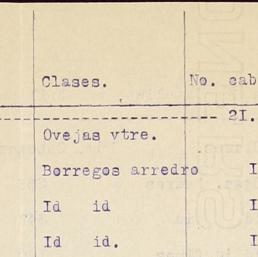 Clases. No. cab
---------------------- 21.
Ovejas vtre.
Borregos arredro I
Id id I
Id id. I